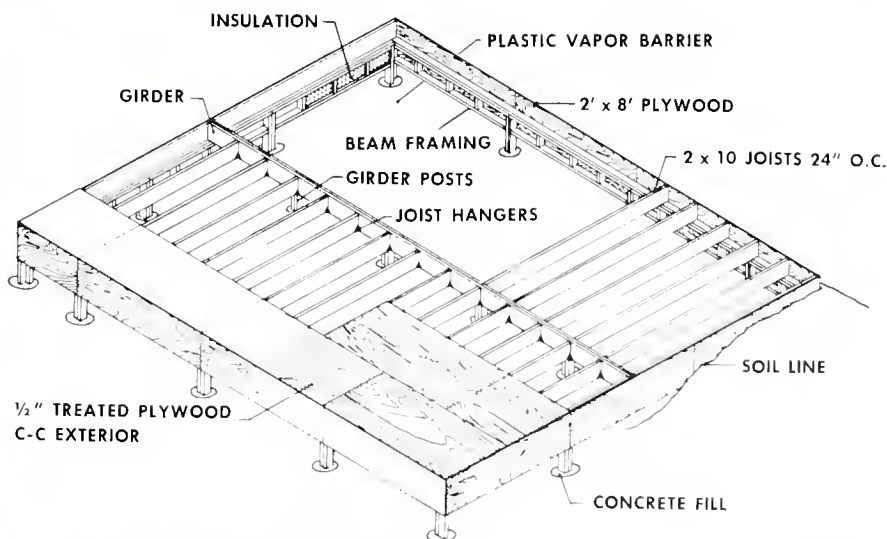 INSULATION
PLASTIC VAPOR BARRIER
GIRDER
2' x 8' PLYWOOD
BEAM FRAMING
2 x 10 JOISTS 24" O.C.
GIRDER POSTS
JOIST HANGERS
SOIL LINE
½" TREATED PLYWOOD
C-C EXTERIOR
CONCRETE FILL